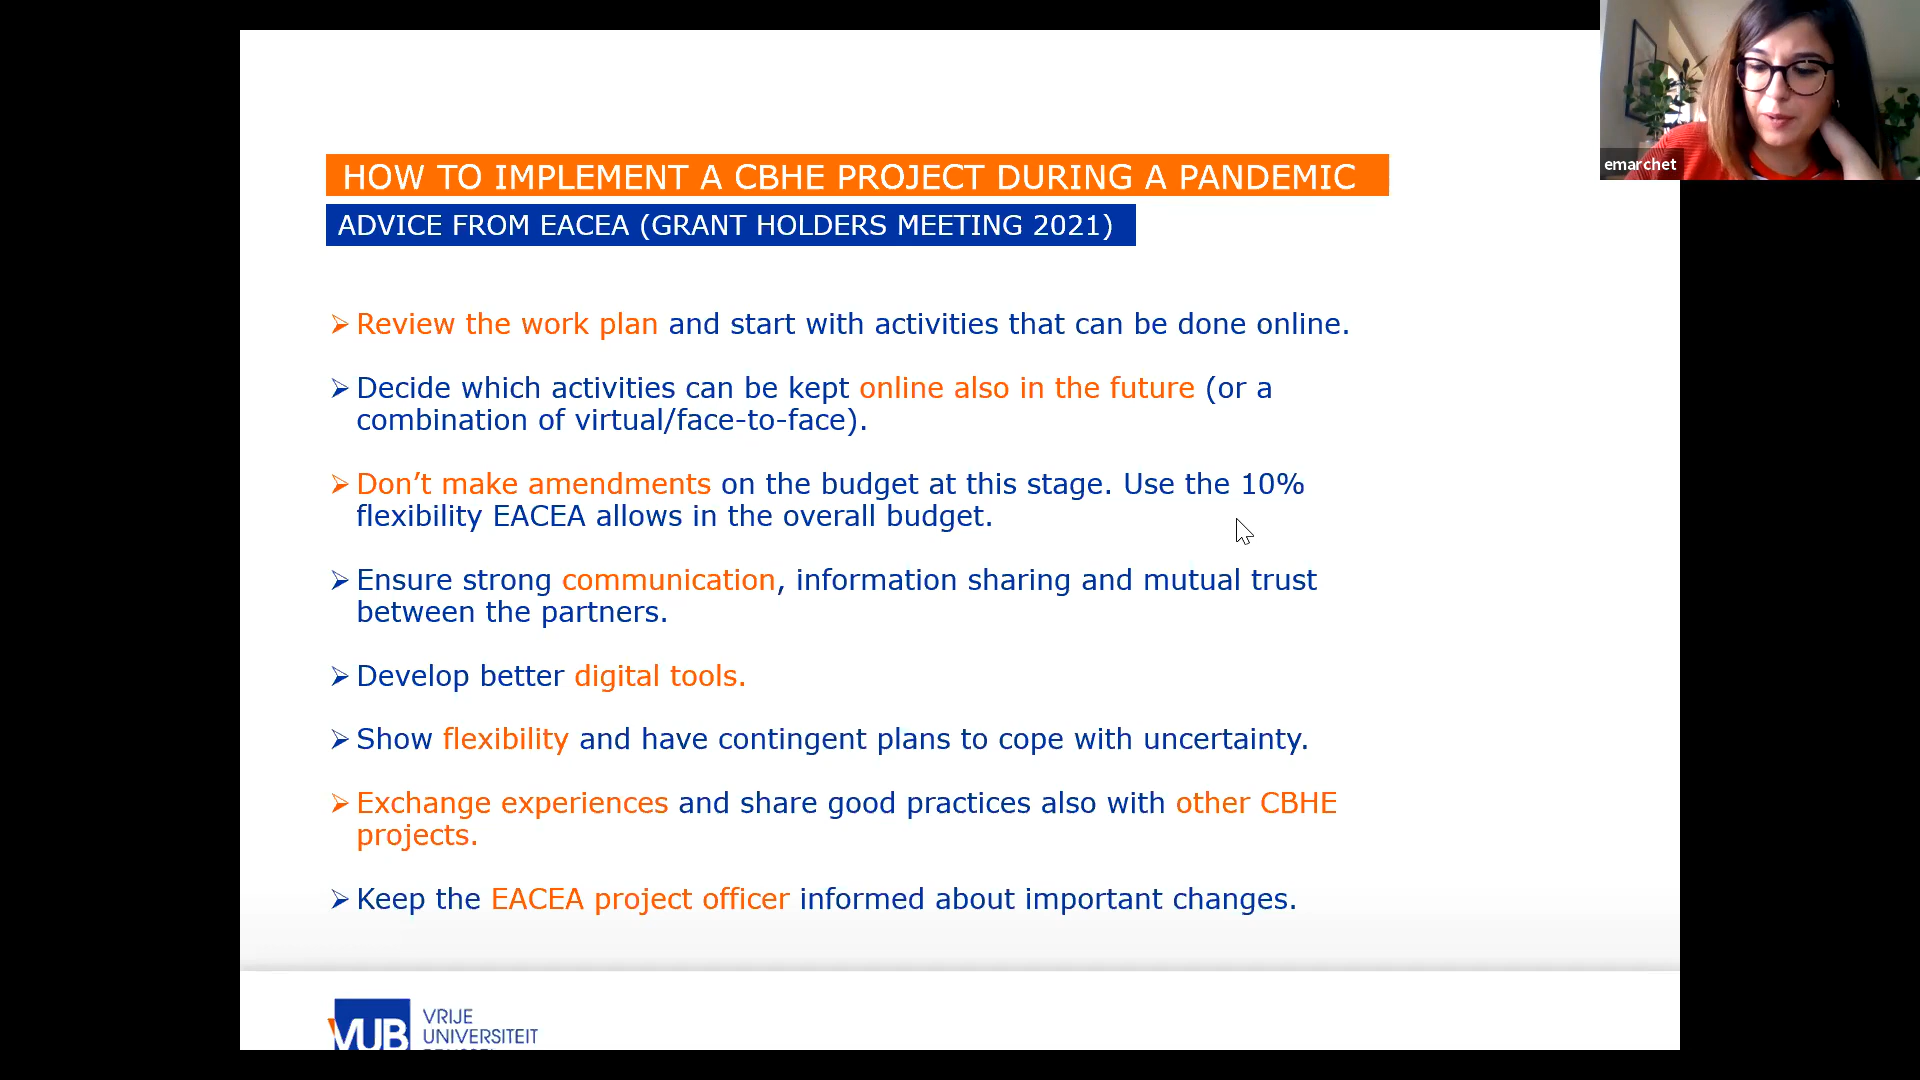 emarchet
HOW TO IMPLEMENT A CBHE PROJECT DURING A PANDEMIC
ADVICE FROM EACEA (GRANT HOLDERS MEETING 2021)
Review the work plan and start with activities that can be done online.
Decide which activities can be kept online also in the future (or a
combination of virtual/face-to-face).
Don’t make amendments on the budget at this stage. Use the 10%
flexibility EACEA allows in the overall budget.
Ensure strong communication, information sharing and mutual trust
between the partners.
Develop better digital tools.
Show flexibility and have contingent plans to cope with uncertainty.
Exchange experiences and share good practices also with other CBHE
projects.
Keep the EACEA project officer informed about important changes.
VUB
VRIJE
UNIVERSITEIT